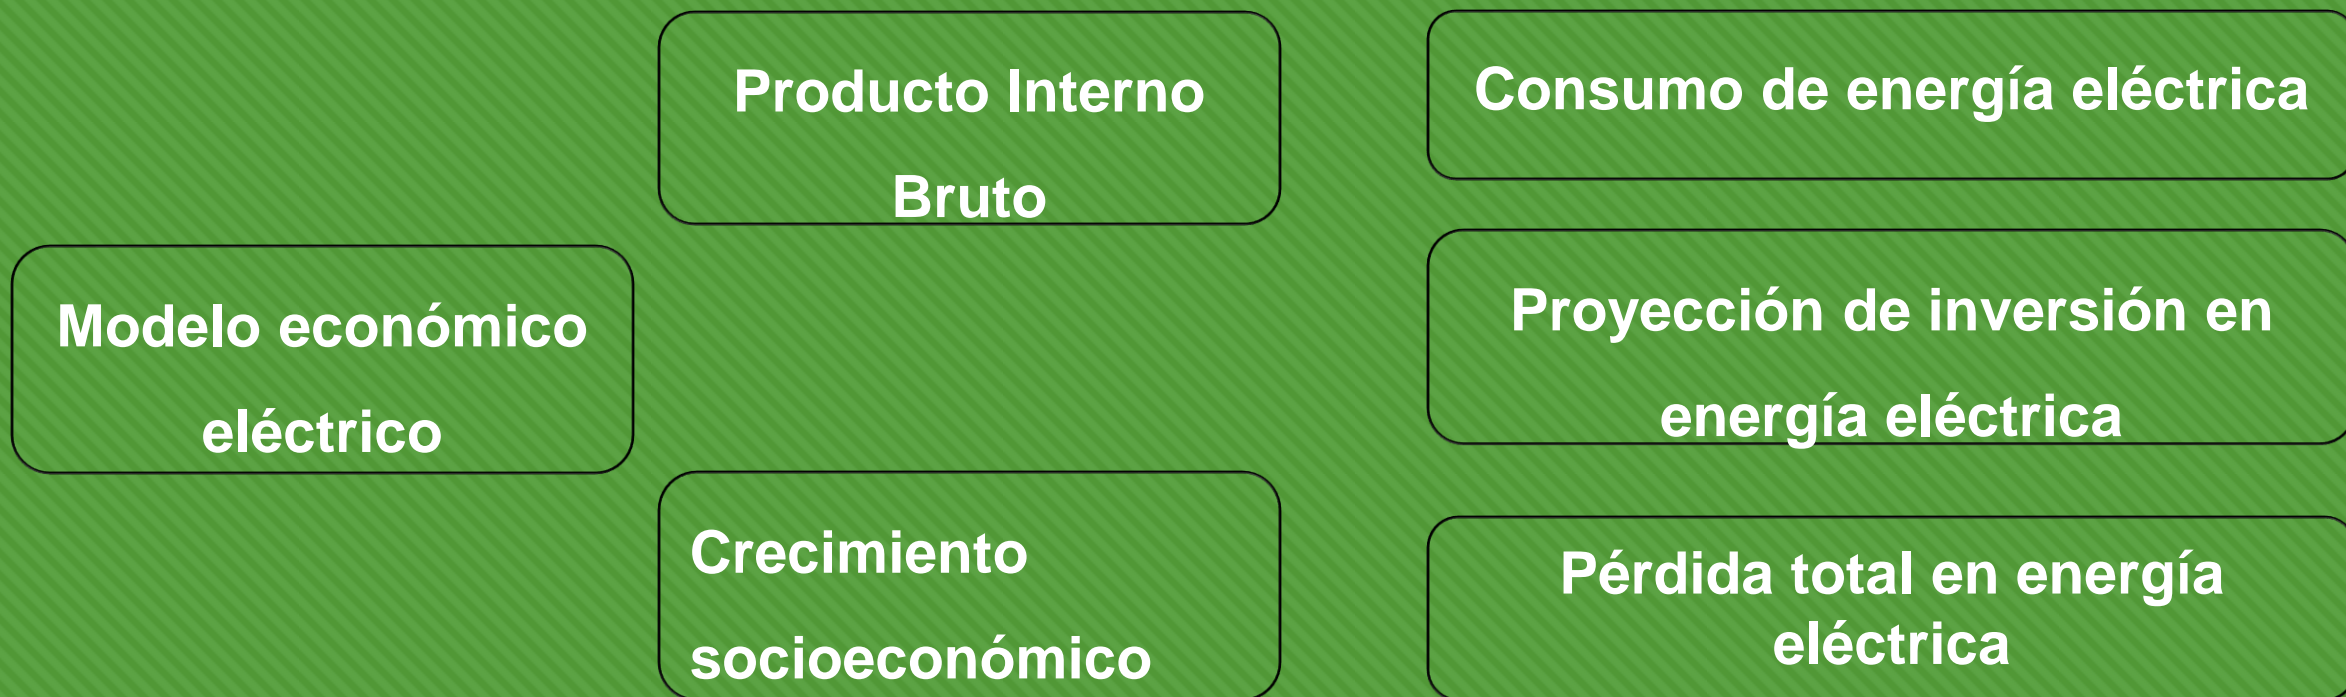 Producto Interno
Bruto
Consumo de energía eléctrica
Modelo económico
eléctrico
Proyección de inversión en
energía eléctrica
Crecimiento
socioeconómico
Pérdida total en energía
eléctrica